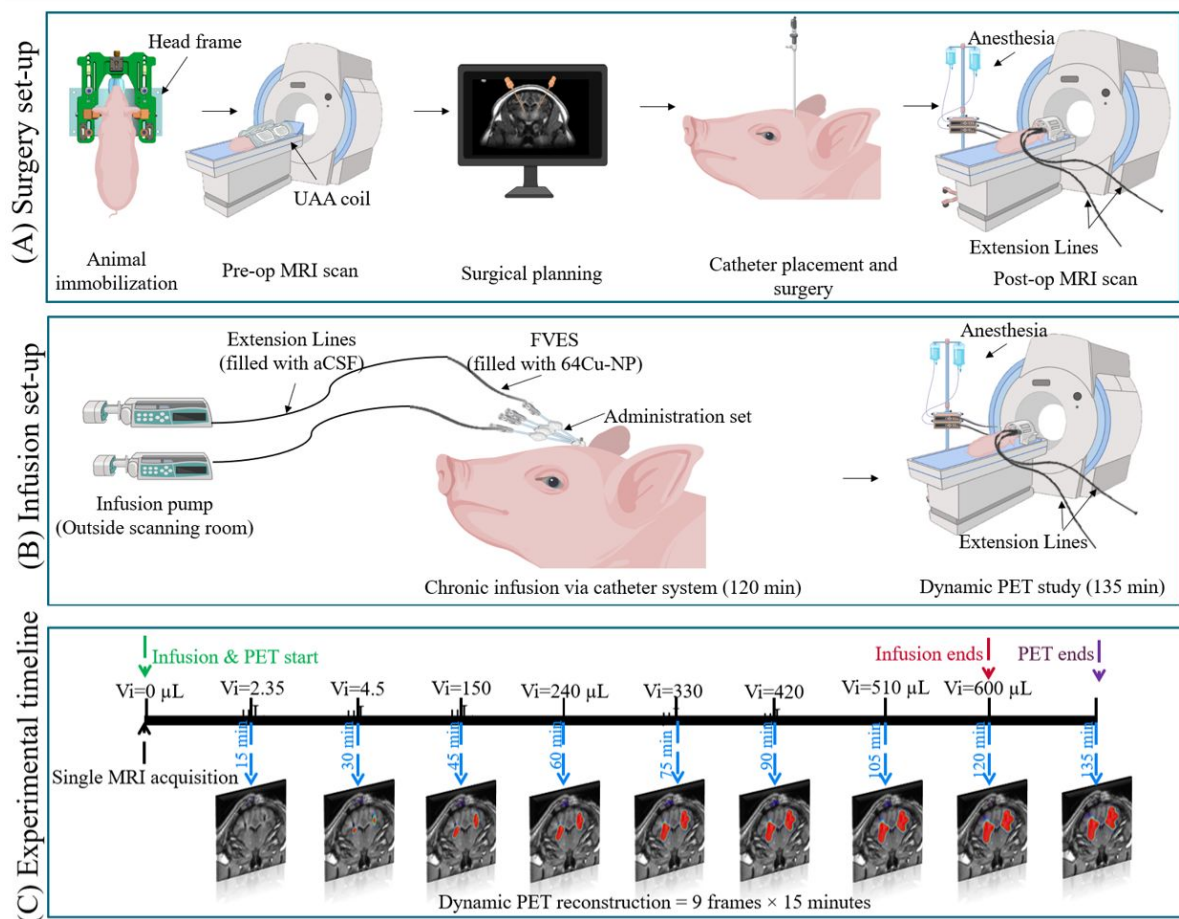 (A) Surgery set-up
Head frame
UAA coil
Anesthesia
Extension Lines
Animal
immobilization
Pre-op MRI scan
Surgical planning
Catheter placement and
surgery
Post-op MRI scan
(B) Infusion set-up
Extension Lines
(filled with aCSF)
FVES
(filled with 64Cu-NP)
Administration set
Anesthesia
Infusion pump
(Outside scanning room)
Extension Lines
Chronic infusion via catheter system (120 min)
Dynamic PET study (135 min)
(C) Experimental timeline
Infusion & PET start
Infusion ends
PET ends
Vi=0 µL
Vi=2.35
Vi=4.5
Vi=150
Vi=240 µL
Vi=330
Vi=420
Vi=510 µL
Vi=600 µL
Single MRI acquisition
15 min
30 min
45 min
60 min
75 min
90 min
105 min
120 min
135 min
Dynamic PET reconstruction = 9 frames × 15 minutes